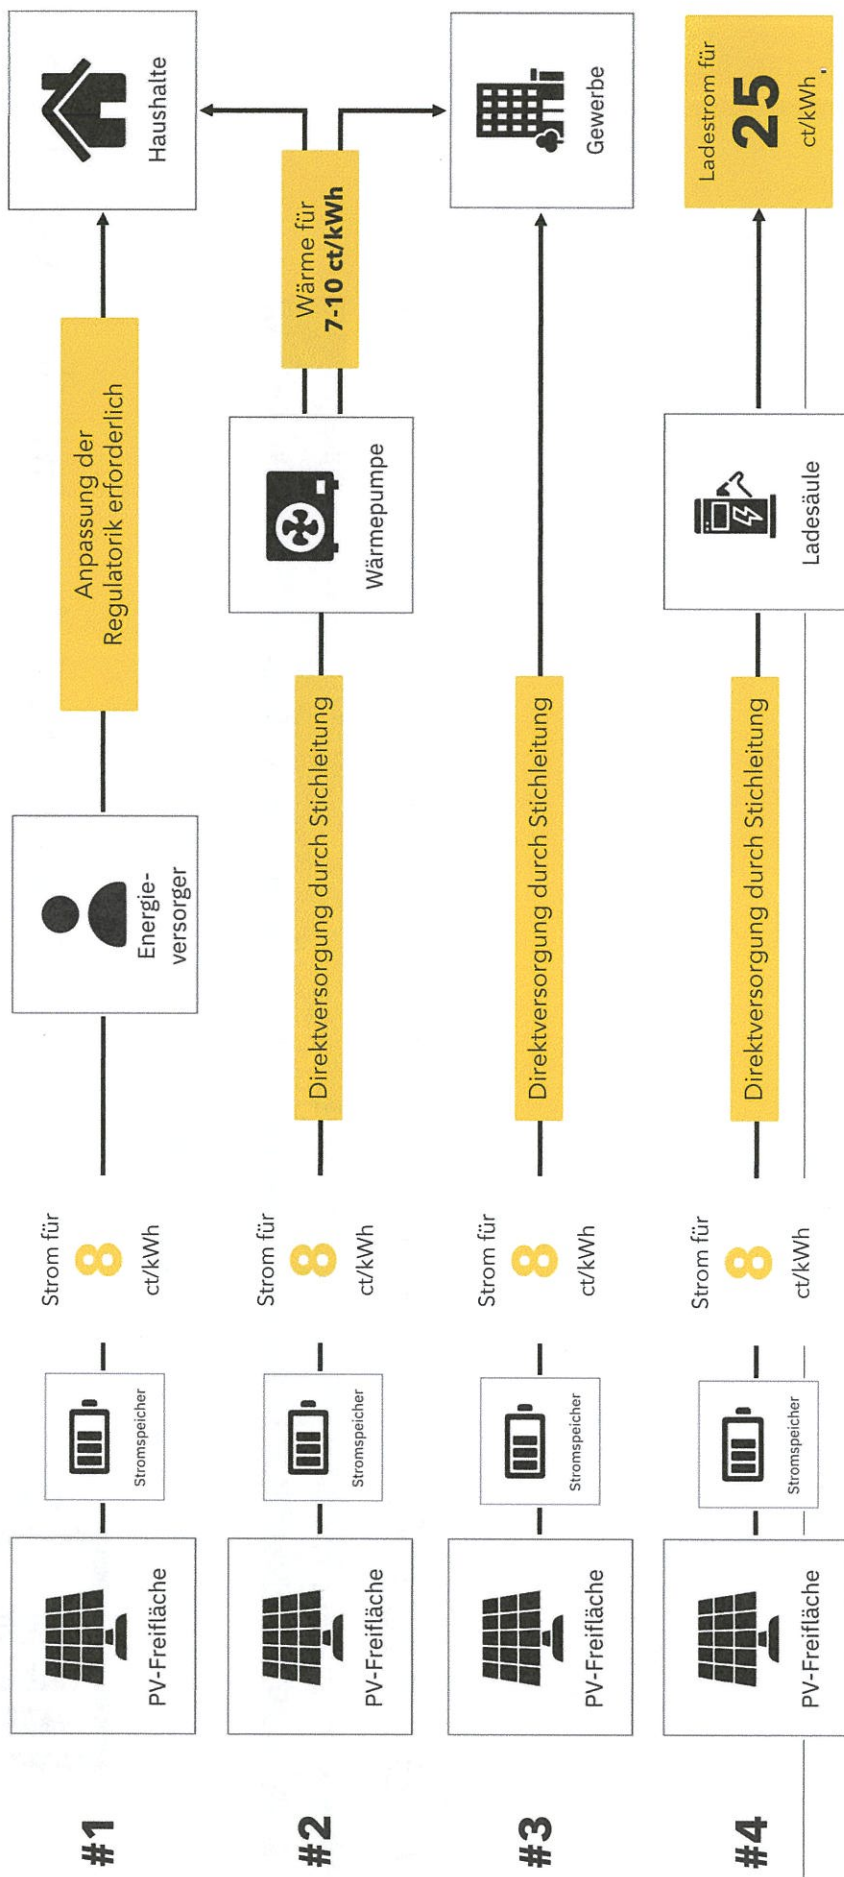 #1
PV-Freifläche
Stromspeicher
Strom für
8
ct/kWh
Energie-
versorger
Anpassung der
Regulatorik erforderlich
Haushalte
#2
PV-Freifläche
Stromspeicher
Strom für
8
ct/kWh
Direktversorgung durch Stichleitung
Wärmepumpe
Wärme für
7-10 ct/kWh
#3
PV-Freifläche
Stromspeicher
Strom für
8
ct/kWh
Direktversorgung durch Stichleitung
Gewerbe
#4
PV-Freifläche
Stromspeicher
Strom für
8
ct/kWh
Direktversorgung durch Stichleitung
Ladesäule
Ladestrom für
25
ct/kWh.